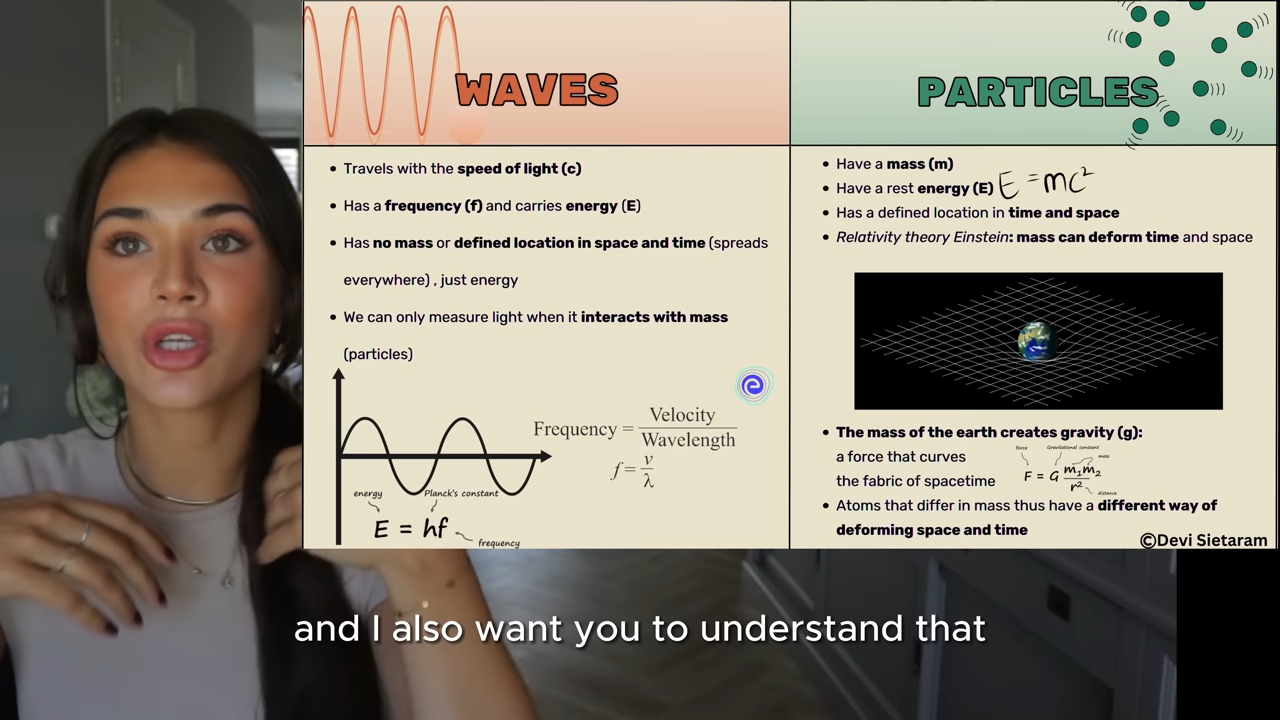 WAVES
Travels with the speed of light (c)
Has a frequency (f) and carries energy (E)
Has no mass or defined location in space and time (spreads
everywhere) , just energy
We can only measure light when it interacts with mass
(particles)
Frequency = Velocity / Wavelength
f = v / λ
energy
Planck's constant
E = hf
frequency
PARTICLES
Have a mass (m)
Have a rest energy (E) E = mc²
Has a defined location in time and space
Relativity theory Einstein: mass can deform time and space
The mass of the earth creates gravity (g):
a force that curves
the fabric of spacetime
force
Gravitational constant
mass
F = G m₁m₂ / r²
distance
Atoms that differ in mass thus have a different way of
deforming space and time
©Devi Sietaram
and I also want you to understand that